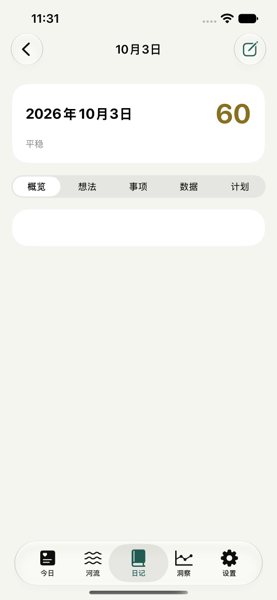 11:31
10月3日
2026年10月3日
60
平稳
概览
想法
事项
数据
计划
今日
河流
日记
洞察
设置